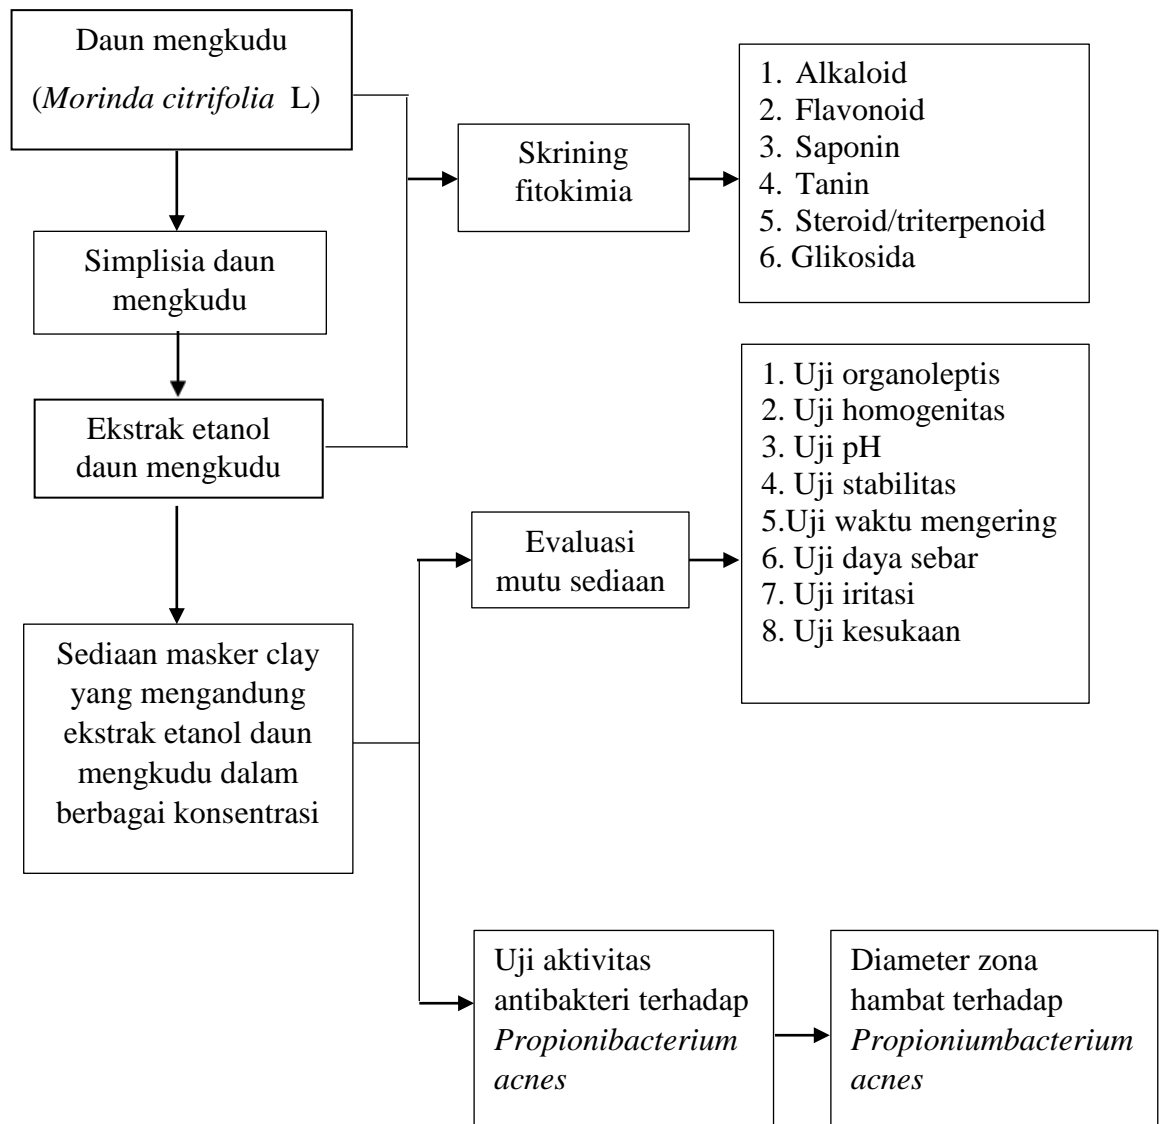 Daun mengkudu
(Morinda citrifolia L)
Simplisia daun
mengkudu
Ekstrak etanol
daun mengkudu
Sediaan masker clay
yang mengandung
ekstrak etanol daun
mengkudu dalam
berbagai konsentrasi
Skrining
fitokimia
1. Alkaloid
2. Flavonoid
3. Saponin
4. Tanin
5. Steroid/triterpenoid
6. Glikosida
Evaluasi
mutu sediaan
1. Uji organoleptis
2. Uji homogenitas
3. Uji pH
4. Uji stabilitas
5.Uji waktu mengering
6. Uji daya sebar
7. Uji iritasi
8. Uji kesukaan
Uji aktivitas
antibakteri terhadap
Propionibacterium
acnes
Diameter zona
hambat terhadap
Propioniumbacterium
acnes